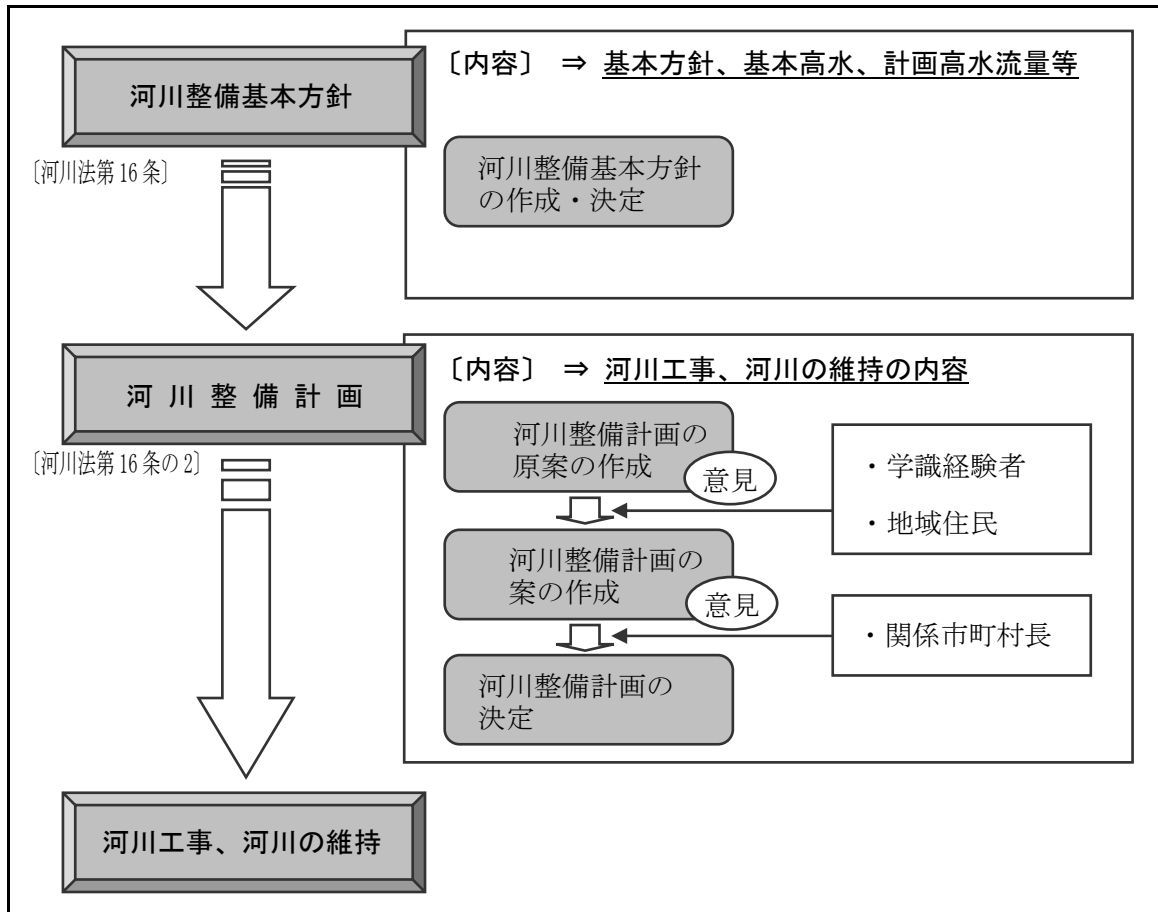 河川整備基本方針
〔河川法第16条〕
〔内容〕 ⇒ 基本方針、基本高水、計画高水流量等
河川整備基本方針
の作成・決定
河川整備計画
〔河川法第16条の2〕
〔内容〕 ⇒ 河川工事、河川の維持の内容
河川整備計画の
原案の作成
意見
・学識経験者
・地域住民
河川整備計画の
案の作成
意見
・関係市町村長
河川整備計画の
決定
河川工事、河川の維持